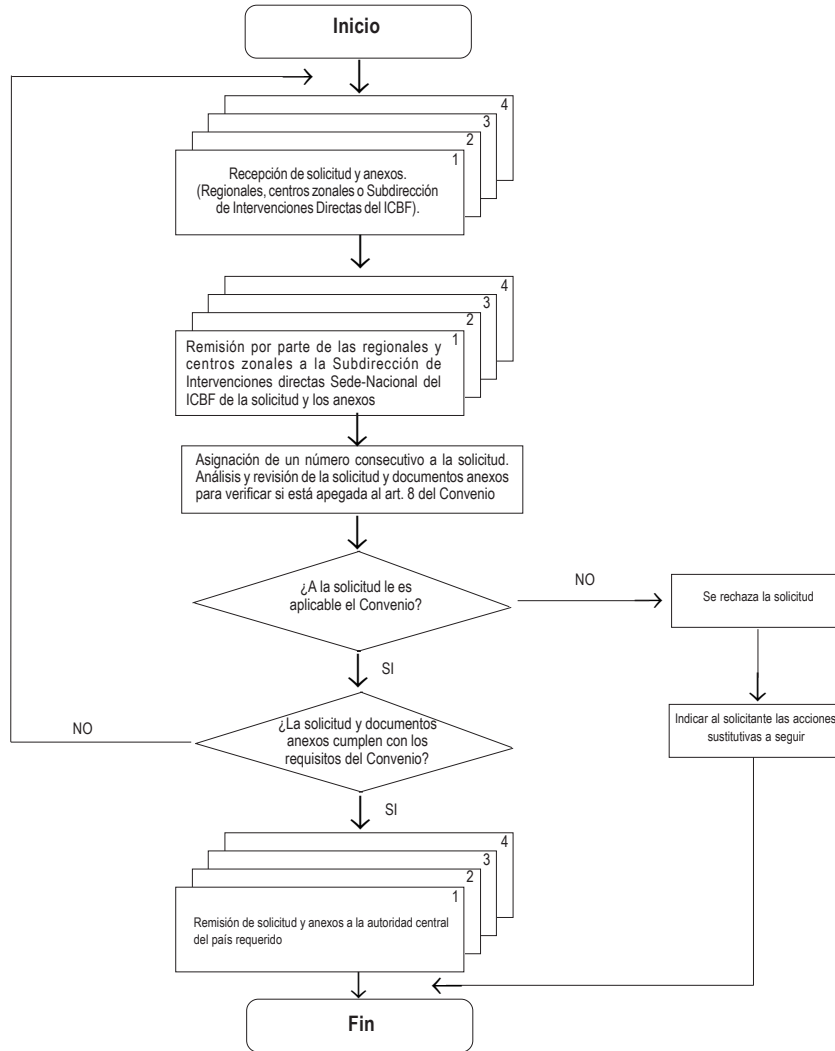 Inicio
4
3
2
1
Recepción de solicitud y anexos.
(Regionales, centros zonales o Subdirección
de Intervenciones Directas del ICBF).
4
3
2
1
Remisión por parte de las regionales y
centros zonales a la Subdirección de
Intervenciones directas Sede-Nacional del
ICBF de la solicitud y los anexos
Asignación de un número consecutivo a la solicitud.
Análisis y revisión de la solicitud y documentos anexos
para verificar si está apegada al art. 8 del Convenio
¿A la solicitud le es
aplicable el Convenio?
NO
Se rechaza la solicitud
SI
Indicar al solicitante las acciones
sustitutivas a seguir
¿La solicitud y documentos
anexos cumplen con los
requisitos del Convenio?
NO
SI
4
3
2
1
Remisión de solicitud y anexos a la autoridad central
del país requerido
Fin